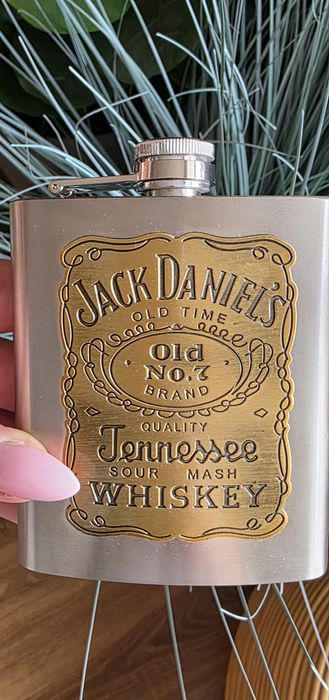 JACK DANIEL'S
OLD TIME
Old
No.7
BRAND
QUALITY
Tennessee
SOUR MASH
WHISKEY